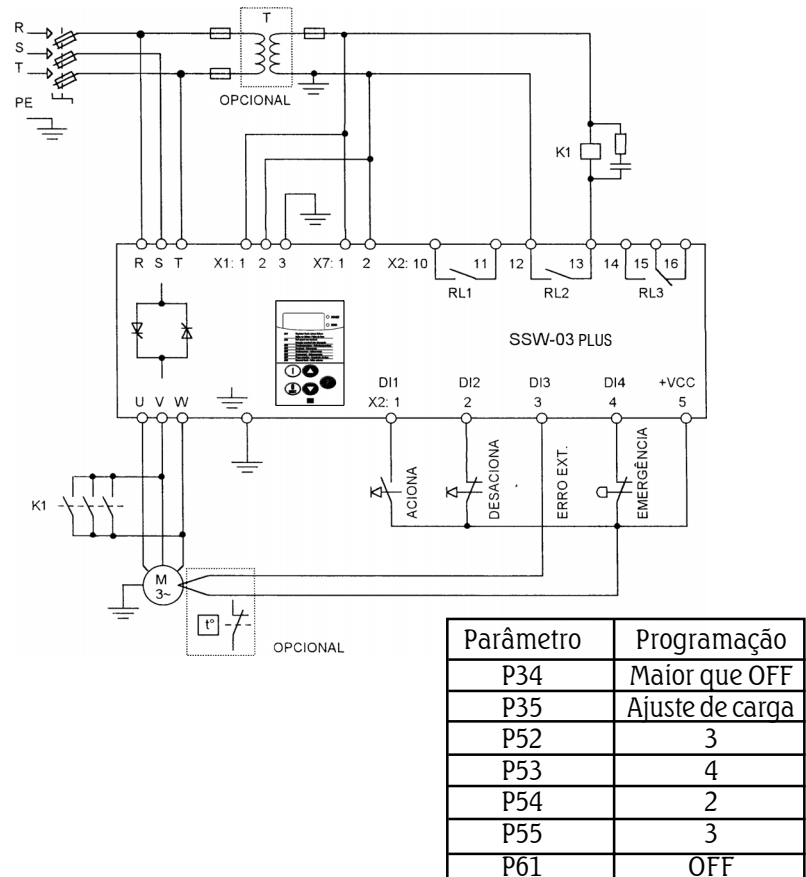 T
R
S
T
PE
OPCIONAL
K1
R S T X1: 1 2 3 X7: 1 2 X2: 10 11 12 13 14 15 16
RL1 RL2 RL3
SSW-03 PLUS
U V W
DI1 DI2 DI3 DI4 +VCC
X2: 1 2 3 4 5
ACIONA
DESACIONA
ERRO EXT.
EMERGÊNCIA
K1
M
3~
t°
OPCIONAL
Parâmetro Programação
P34 Maior que OFF
P35 Ajuste de carga
P52 3
P53 4
P54 2
P55 3
P61 OFF